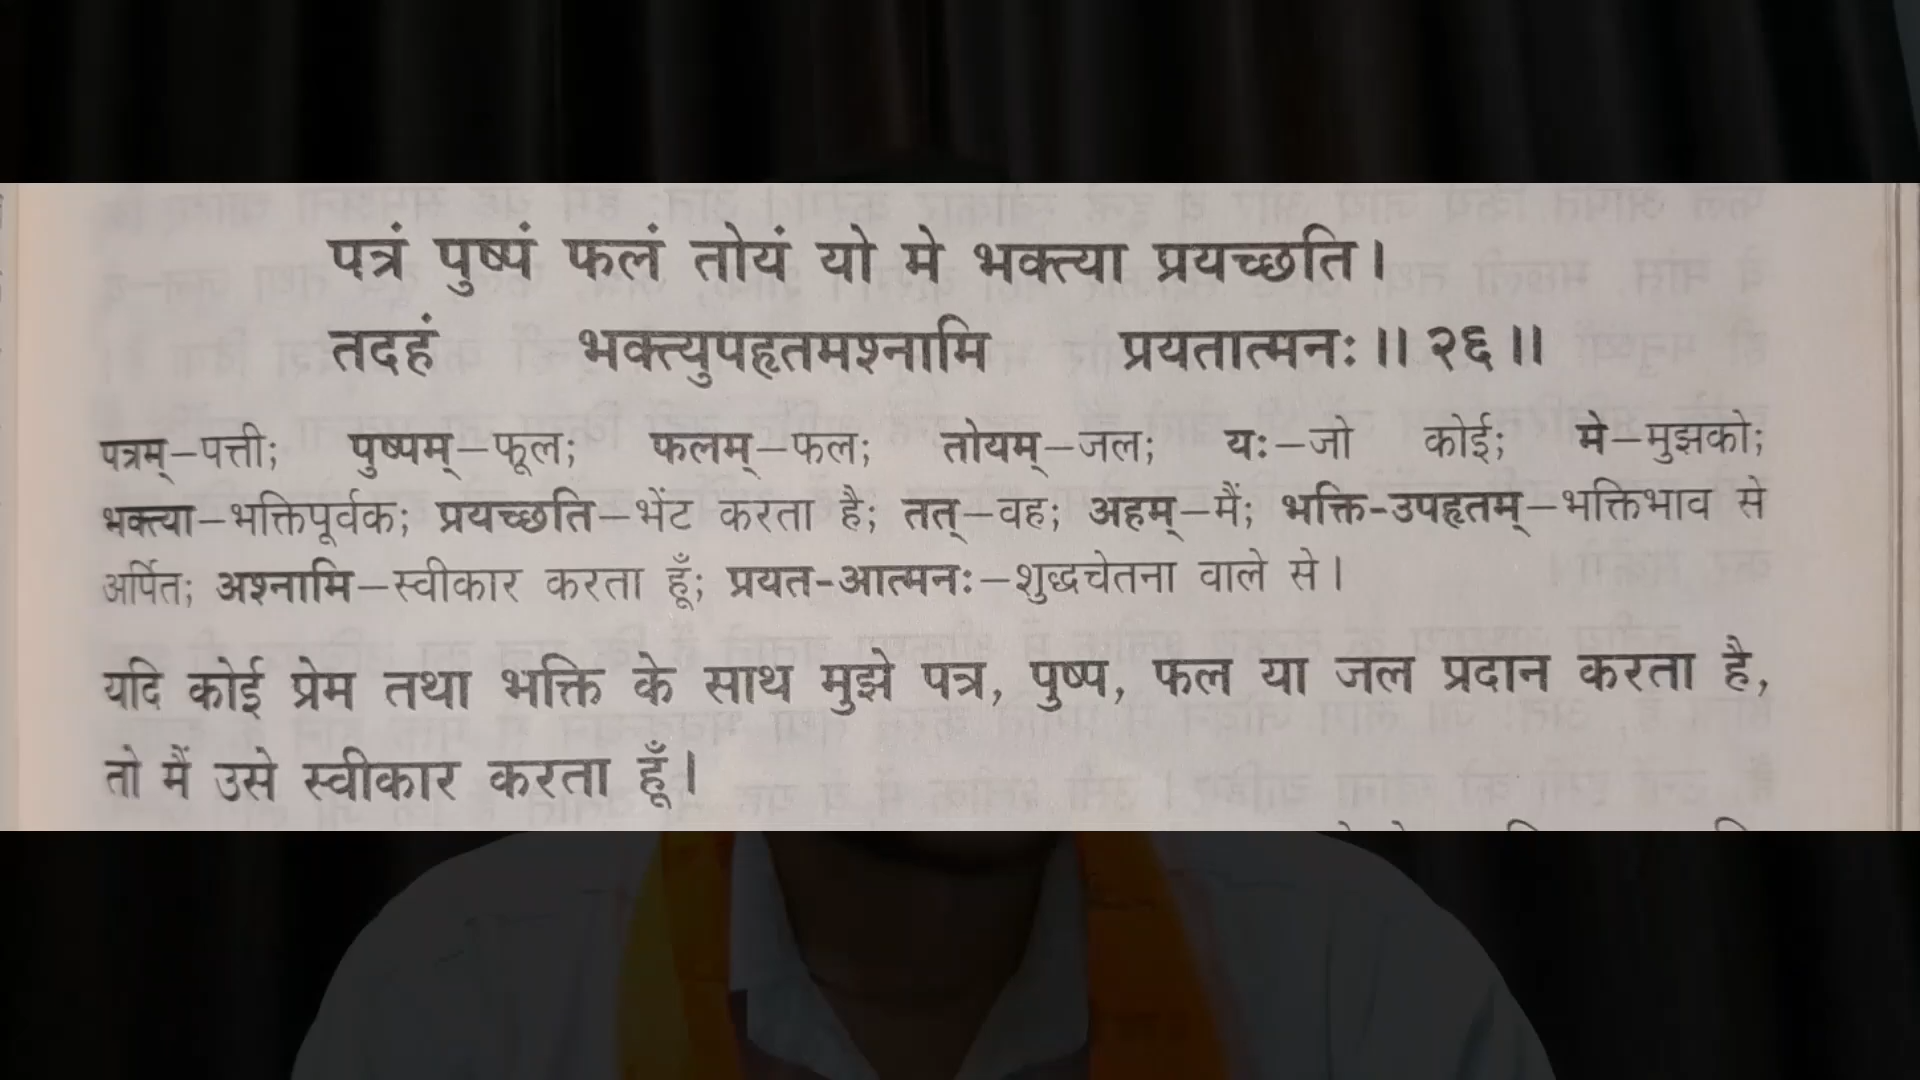 पत्रं पुष्पं फलं तोयं यो मे भक्त्या प्रयच्छति।
तदहं भक्त्युपहृतमश्नामि प्रयतात्मनः॥ २६॥
पत्रम्–पत्ती; पुष्पम्–फूल; फलम्–फल; तोयम्–जल; यः–जो कोई; मे–मुझको;
भक्त्या–भक्तिपूर्वक; प्रयच्छति–भेंट करता है; तत्–वह; अहम्–मैं; भक्ति-उपहृतम्–भक्तिभाव से
अर्पित; अश्नामि–स्वीकार करता हूँ; प्रयत-आत्मनः–शुद्धचेतना वाले से।
यदि कोई प्रेम तथा भक्ति के साथ मुझे पत्र, पुष्प, फल या जल प्रदान करता है,
तो मैं उसे स्वीकार करता हूँ।